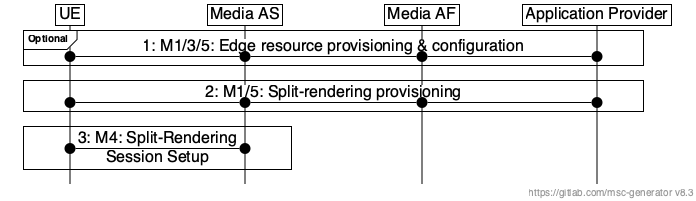 UE Media AS Media AF Application Provider
Optional
1: M1/3/5: Edge resource provisioning & configuration
2: M1/5: Split-rendering provisioning
3: M4: Split-Rendering
Session Setup
https://gitlab.com/msc-generator v8.3